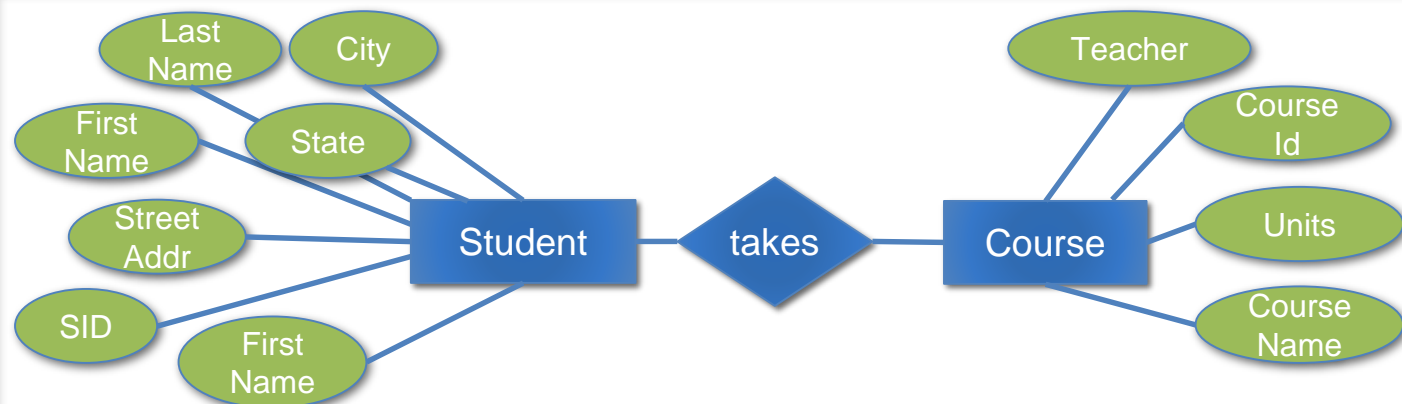 Last
Name
City
Teacher
First
Name
State
Course
Id
Street
Addr
Student
takes
Course
Units
SID
First
Name
Course
Name